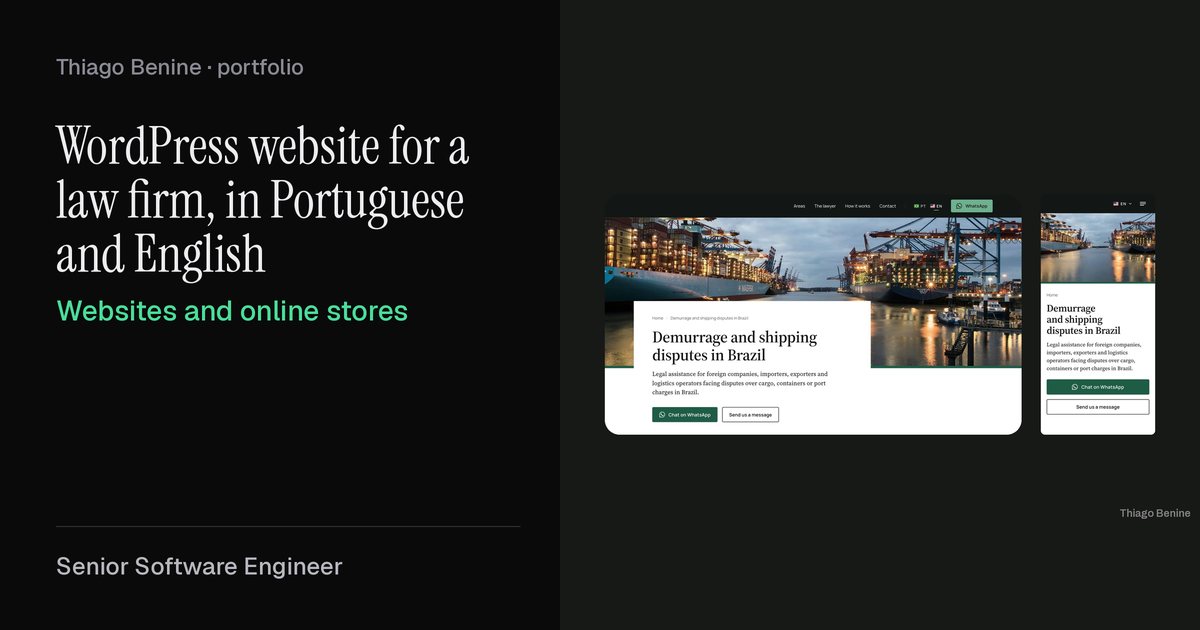 Thiago Benine · portfolio
WordPress website for a
law firm, in Portuguese
and English
Websites and online stores
Senior Software Engineer
Areas The lawyer How it works Contact PT EN WhatsApp
Home Demurrage and shipping disputes in Brazil
Demurrage and shipping
disputes in Brazil
Legal assistance for foreign companies, importers, exporters and
logistics operators facing disputes over cargo, containers or port
charges in Brazil.
Chat on WhatsApp Send us a message
EN
Home
Demurrage
and shipping
disputes in Brazil
Legal assistance for foreign companies,
importers, exporters and logistics
operators facing disputes over cargo,
containers or port charges in Brazil.
Chat on WhatsApp
Send us a message
Thiago Benine